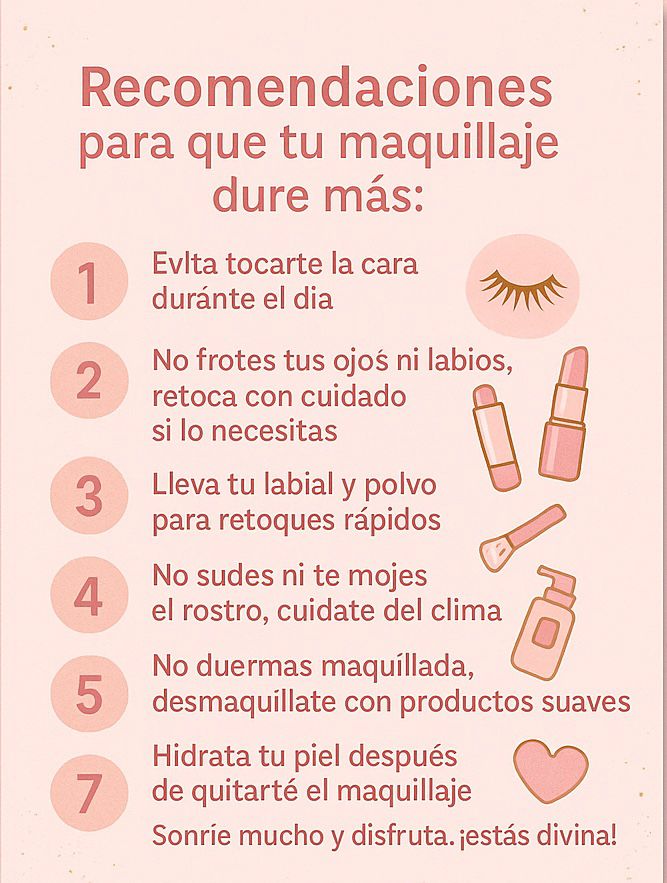 Recomendaciones
para que tu maquillaje
dure más:
1
Evlta tocarte la cara
duránte el dia
2
No frotes tus ojoś ni labios,
retoca con cuidado
si lo necesitas
3
Lleva tu labial y polvo
para retoques rápidos
4
No sudes ni te mojes
el rostro, cuidate del clima
5
No duermas maquíllada,
desmaquíllate con productos suaves
7
Hidrata tu piel después
de quitarté el maquillaje
Sonríe mucho y disfruta. ¡estás divina!